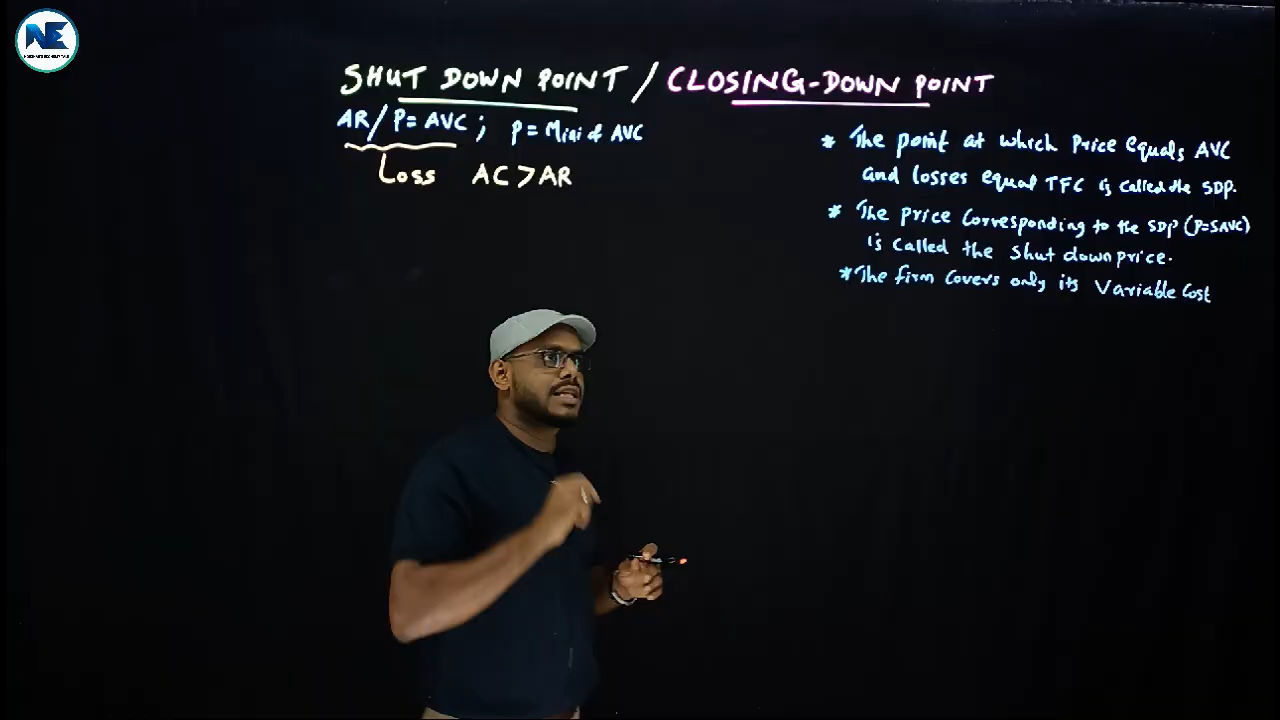 NE
SHUT DOWN POINT / CLOSING-DOWN POINT
AR/P = AVC ; P = Mini of AVC
Loss AC > AR
* The point at which Price equals AVC
and losses equal TFC is called the SDP.
* The price corresponding to the SDP (P=SAVC)
is called the shut down price.
* The firm covers only its Variable Cost